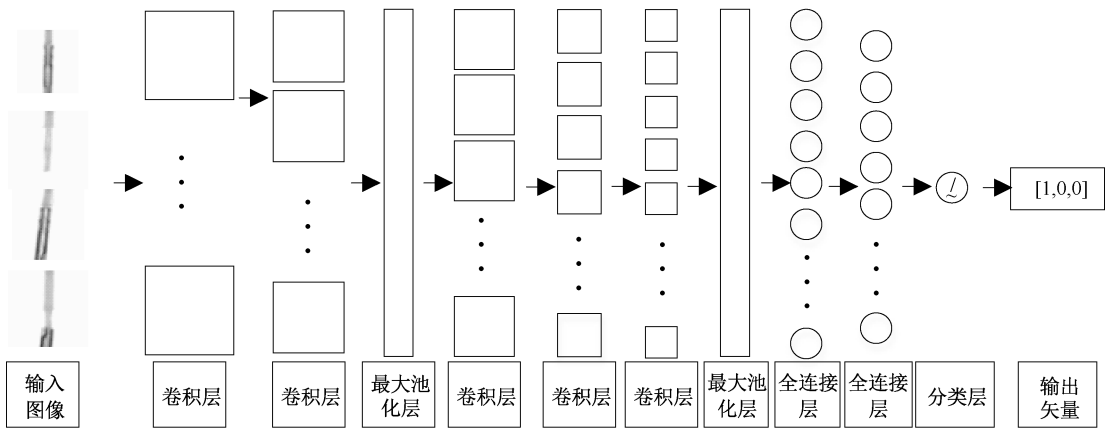 [1,0,0]
输入
图像
卷积层
卷积层
最大池
化层
卷积层
卷积层
卷积层
最大池
化层
全连接
层
全连接
层
分类层
输出
矢量